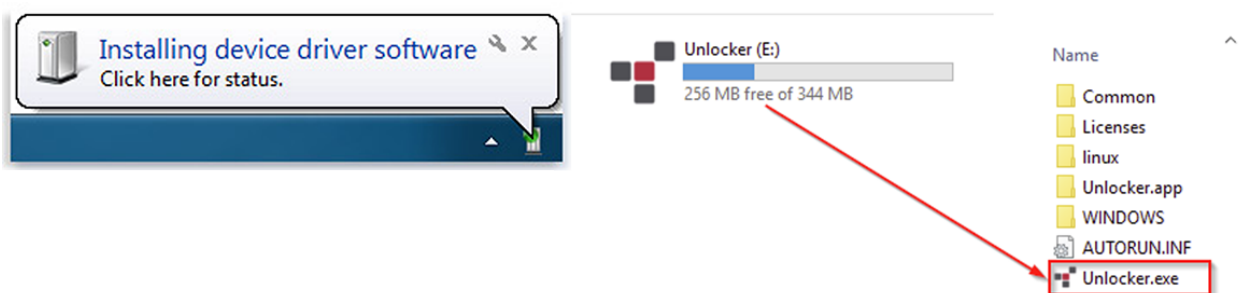 Installing device driver software
Click here for status.
Unlocker (E:)
256 MB free of 344 MB
Name
Common
Licenses
linux
Unlocker.app
WINDOWS
AUTORUN.INF
Unlocker.exe